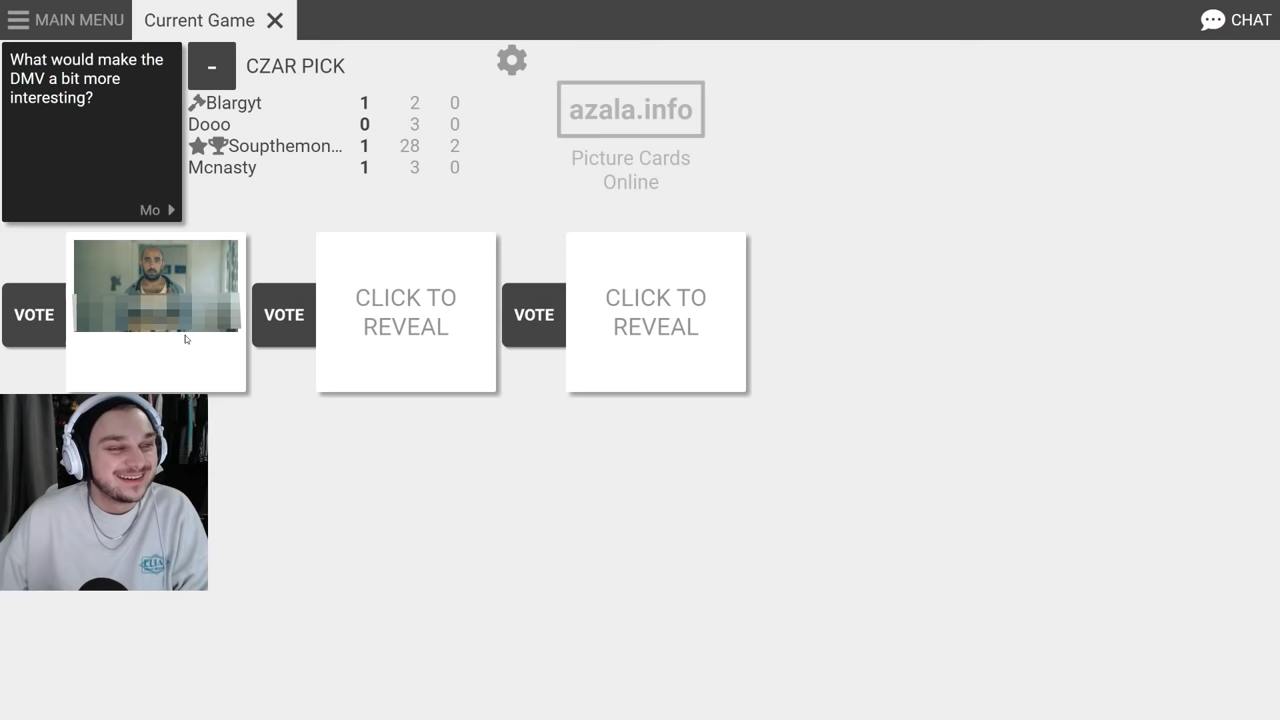 MAIN MENU
Current Game
CHAT
What would make the
DMV a bit more
interesting?
Mo
-
CZAR PICK
Blargyt 1 2 0
Dooo 0 3 0
Soupthemon... 1 28 2
Mcnasty 1 3 0
azala.info
Picture Cards
Online
VOTE
VOTE
CLICK TO
REVEAL
VOTE
CLICK TO
REVEAL